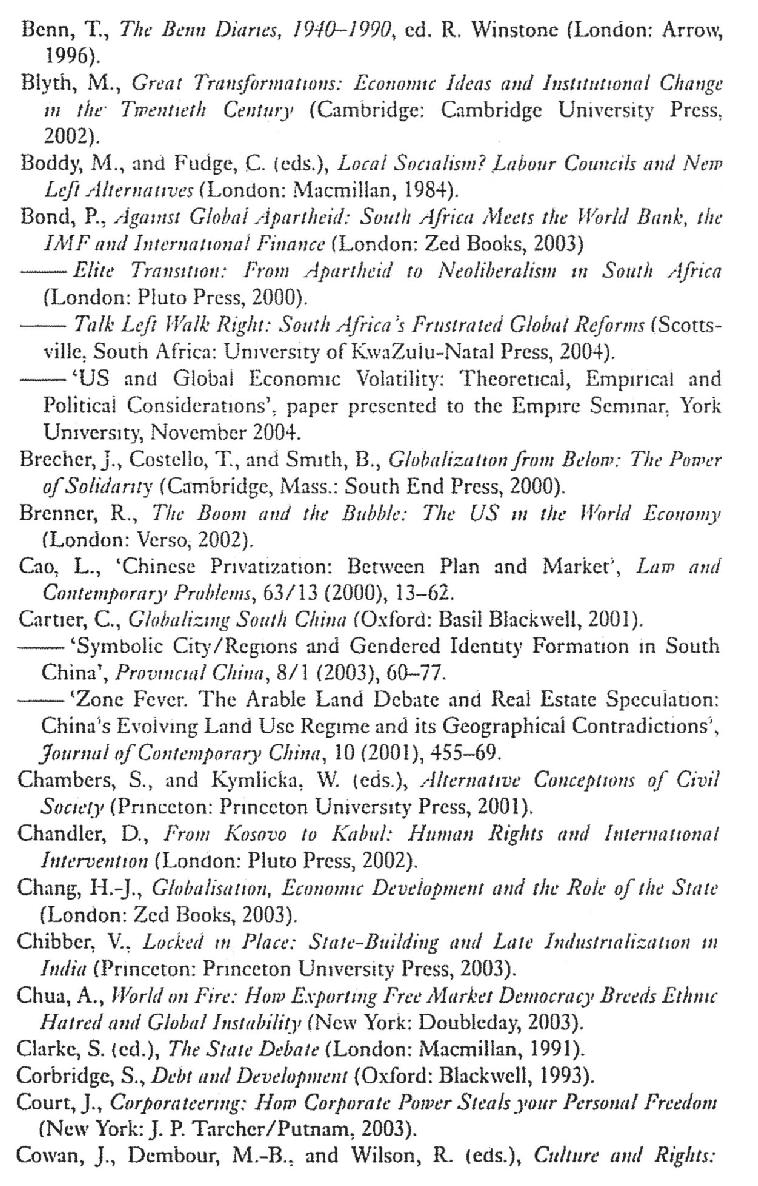 Benn, T., The Benn Diaries, 1940–1990, ed. R. Winstone (London: Arrow,
1996).
Blyth, M., Great Transformations: Economic Ideas and Institutional Change
in the Twentieth Century (Cambridge: Cambridge University Press,
2002).
Boddy, M., and Fudge, C. (eds.), Local Socialism? Labour Councils and New
Left Alternatives (London: Macmillan, 1984).
Bond, P., Against Global Apartheid: South Africa Meets the World Bank, the
IMF and International Finance (London: Zed Books, 2003)
—— Elite Transition: From Apartheid to Neoliberalism in South Africa
(London: Pluto Press, 2000).
—— Talk Left Walk Right: South Africa's Frustrated Global Reforms (Scotts-
ville, South Africa: University of KwaZulu-Natal Press, 2004).
—— ‘US and Global Economic Volatility: Theoretical, Empirical and
Political Considerations’, paper presented to the Empire Seminar, York
University, November 2004.
Brecher, J., Costello, T., and Smith, B., Globalization from Below: The Power
of Solidarity (Cambridge, Mass.: South End Press, 2000).
Brenner, R., The Boom and the Bubble: The US in the World Economy
(London: Verso, 2002).
Cao, L., ‘Chinese Privatization: Between Plan and Market’, Law and
Contemporary Problems, 63/13 (2000), 13–62.
Cartier, C., Globalizing South China (Oxford: Basil Blackwell, 2001).
—— ‘Symbolic City/Regions and Gendered Identity Formation in South
China’, Provincial China, 8/1 (2003), 60–77.
—— ‘Zone Fever. The Arable Land Debate and Real Estate Speculation:
China's Evolving Land Use Regime and its Geographical Contradictions’,
Journal of Contemporary China, 10 (2001), 455–69.
Chambers, S., and Kymlicka, W. (eds.), Alternative Conceptions of Civil
Society (Princeton: Princeton University Press, 2001).
Chandler, D., From Kosovo to Kabul: Human Rights and International
Intervention (London: Pluto Press, 2002).
Chang, H.-J., Globalisation, Economic Development and the Role of the State
(London: Zed Books, 2003).
Chibber, V., Locked in Place: State-Building and Late Industrialization in
India (Princeton: Princeton University Press, 2003).
Chua, A., World on Fire: How Exporting Free Market Democracy Breeds Ethnic
Hatred and Global Instability (New York: Doubleday, 2003).
Clarke, S. (ed.), The State Debate (London: Macmillan, 1991).
Corbridge, S., Debt and Development (Oxford: Blackwell, 1993).
Court, J., Corporateering: How Corporate Power Steals your Personal Freedom
(New York: J. P. Tarcher/Putnam, 2003).
Cowan, J., Dembour, M.-B., and Wilson, R. (eds.), Culture and Rights: